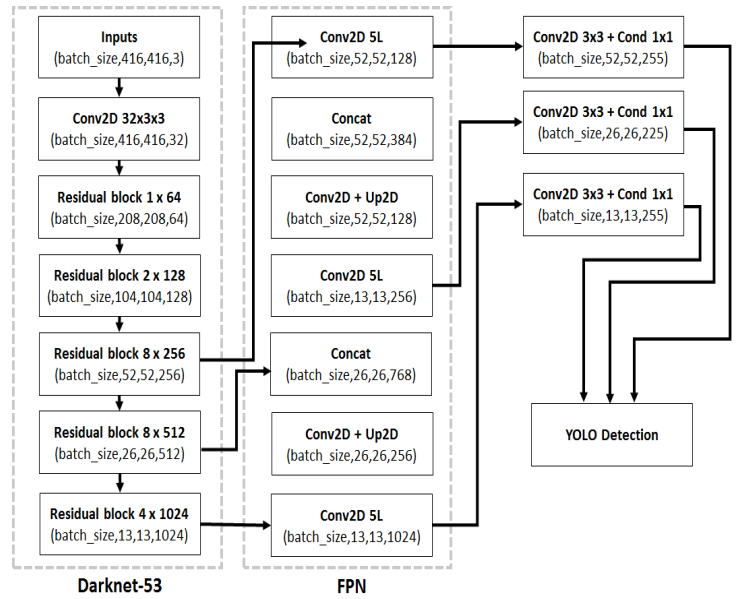 Inputs
(batch_size,416,416,3)
Conv2D 32x3x3
(batch_size,416,416,32)
Residual block 1 x 64
(batch_size,208,208,64)
Residual block 2 x 128
(batch_size,104,104,128)
Residual block 8 x 256
(batch_size,52,52,256)
Residual block 8 x 512
(batch_size,26,26,512)
Residual block 4 x 1024
(batch_size,13,13,1024)
Darknet-53
Conv2D 5L
(batch_size,52,52,128)
Concat
(batch_size,52,52,384)
Conv2D + Up2D
(batch_size,52,52,128)
Conv2D 5L
(batch_size,13,13,256)
Concat
(batch_size,26,26,768)
Conv2D + Up2D
(batch_size,26,26,256)
Conv2D 5L
(batch_size,13,13,1024)
FPN
Conv2D 3x3 + Cond 1x1
(batch_size,52,52,255)
Conv2D 3x3 + Cond 1x1
(batch_size,26,26,225)
Conv2D 3x3 + Cond 1x1
(batch_size,13,13,255)
YOLO Detection